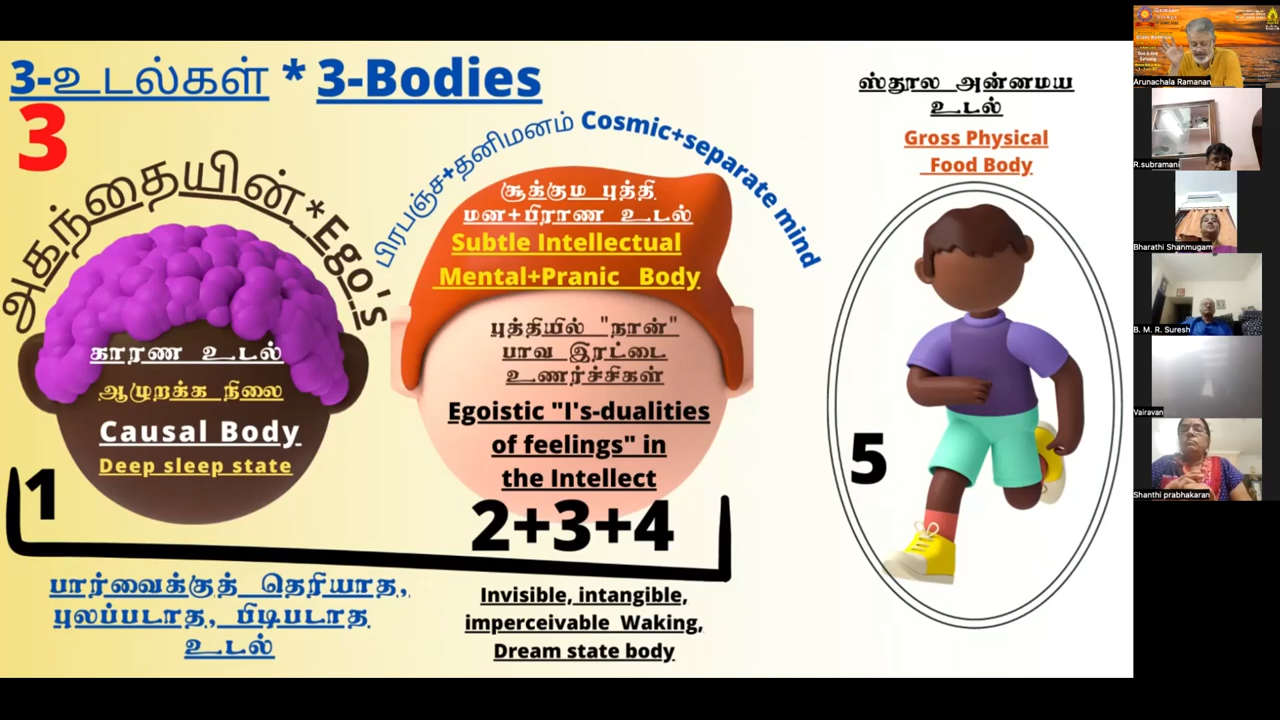 3-உடல்கள் * 3-Bodies
3
அகந்தையின்*Ego's
காரண உடல்
ஆழுறக்க நிலை
Causal Body
Deep sleep state
1
பிரபஞ்ச+தனிமனம் Cosmic+separate mind
சூக்கும புத்தி
மன+பிராண உடல்
Subtle Intellectual
Mental+Pranic Body
புத்தியில் "நான்"
பாவ இரட்டை
உணர்ச்சிகள்
Egoistic "I's-dualities
of feelings" in
the Intellect
2+3+4
பார்வைக்குத் தெரியாத,
புலப்படாத, பிடிபடாத
உடல்
Invisible, intangible,
imperceivable Waking,
Dream state body
ஸ்தூல அன்னமய
உடல்
Gross Physical
Food Body
5
Arunachala Ramanan
R.subramani
Bharathi Shanmugam
B. M. R. Suresh
Vairavan
Shanthi prabhakaran